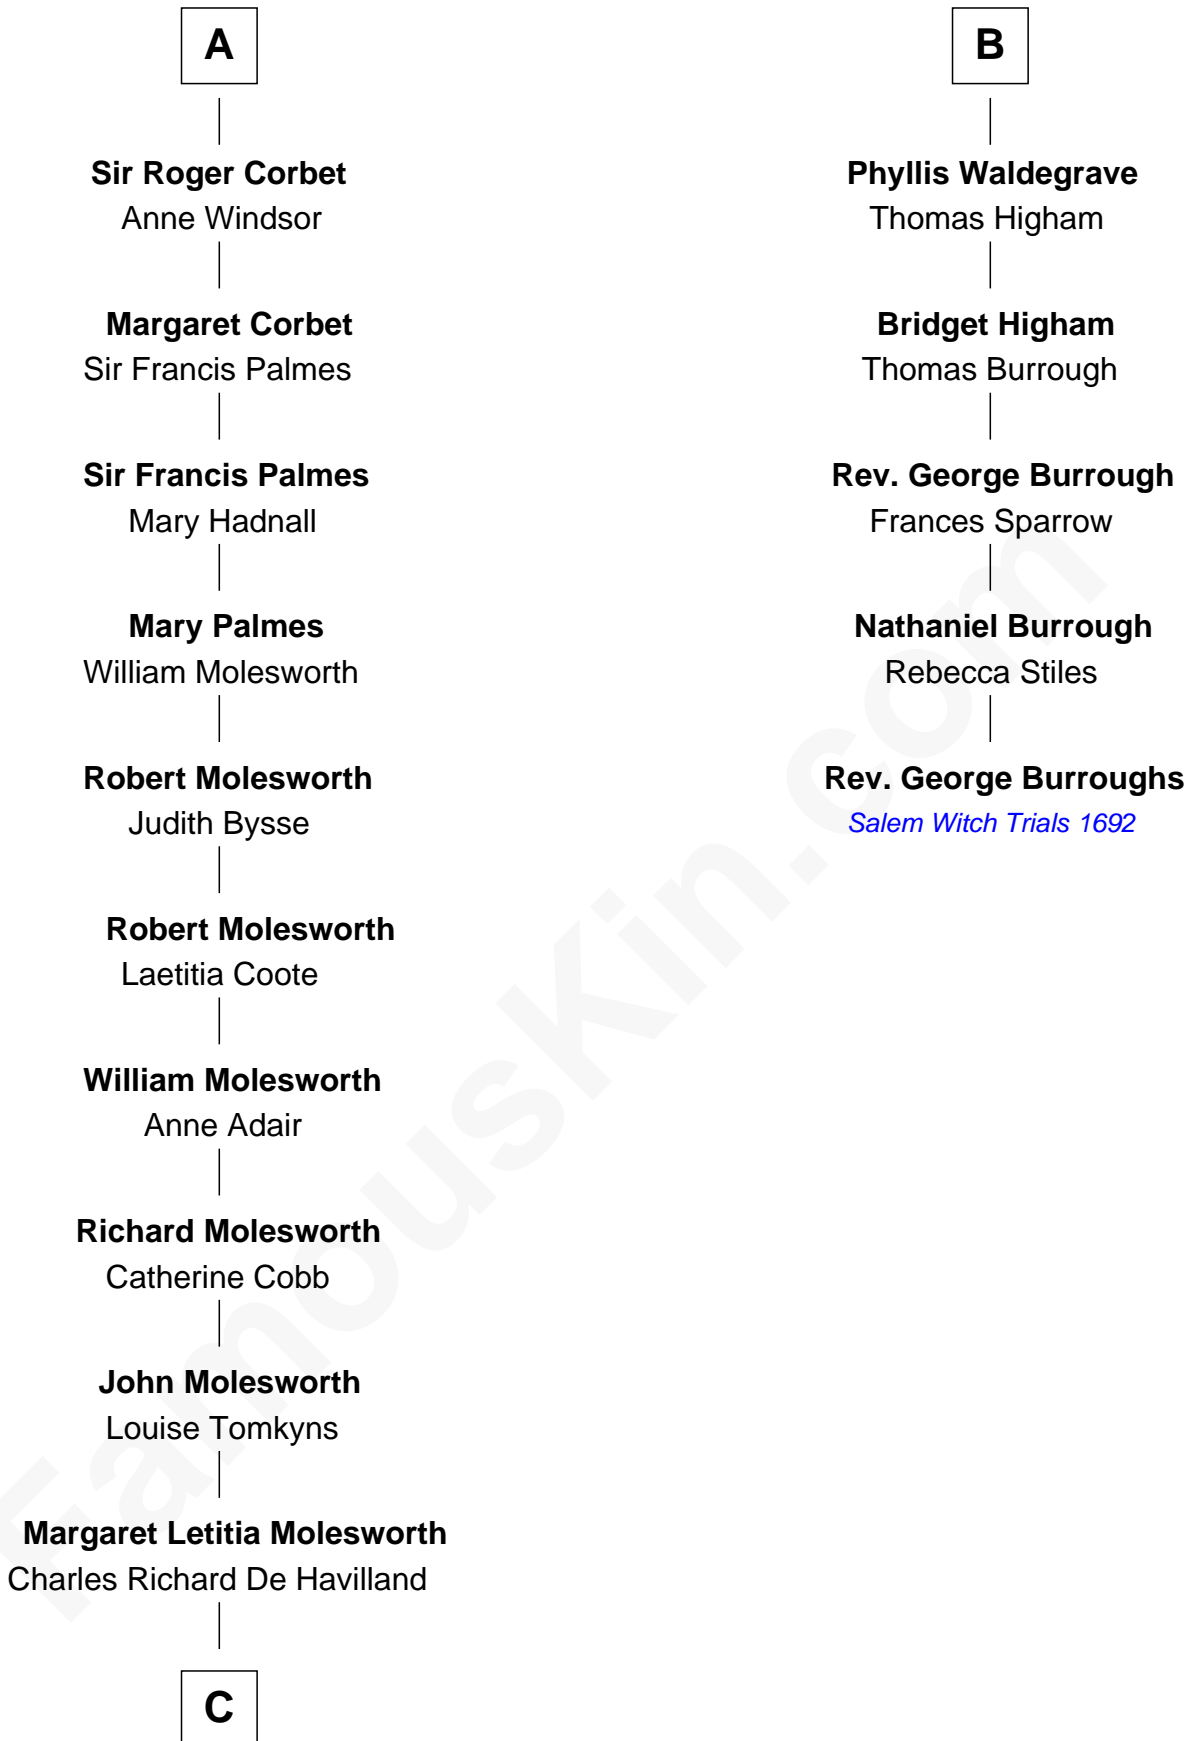 A
Sir Roger Corbet
Anne Windsor
Margaret Corbet
Sir Francis Palmes
Sir Francis Palmes
Mary Hadnall
Mary Palmes
William Molesworth
Robert Molesworth
Judith Bysse
Robert Molesworth
Laetitia Coote
William Molesworth
Anne Adair
Richard Molesworth
Catherine Cobb
John Molesworth
Louise Tomkyns
Margaret Letitia Molesworth
Charles Richard De Havilland
C
B
Phyllis Waldegrave
Thomas Higham
Bridget Higham
Thomas Burrough
Rev. George Burrough
Frances Sparrow
Nathaniel Burrough
Rebecca Stiles
Rev. George Burroughs
Salem Witch Trials 1692
FamousKin.com